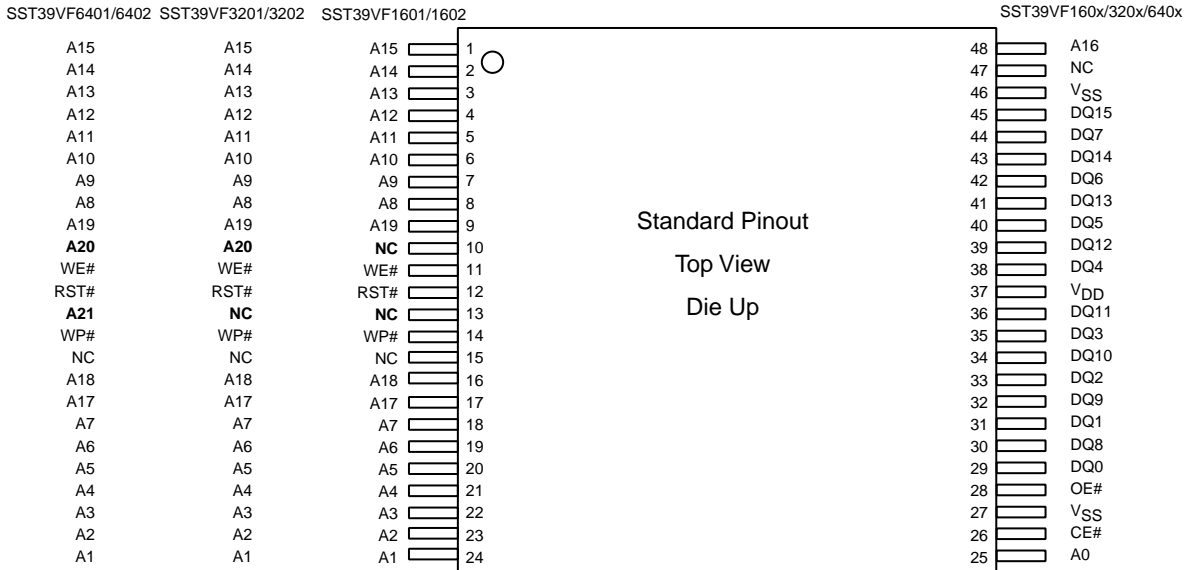 SST39VF6401/6402 SST39VF3201/3202 SST39VF1601/1602 SST39VF160x/320x/640x
A15 A15 A15 1 48 A16
A14 A14 A14 2 47 NC
A13 A13 A13 3 46 VSS
A12 A12 A12 4 45 DQ15
A11 A11 A11 5 44 DQ7
A10 A10 A10 6 43 DQ14
A9 A9 A9 7 42 DQ6
A8 A8 A8 8 41 DQ13
A19 A19 A19 9 Standard Pinout 40 DQ5
A20 A20 NC 10 39 DQ12
WE# WE# WE# 11 Top View 38 DQ4
RST# RST# RST# 12 37 VDD
A21 NC NC 13 Die Up 36 DQ11
WP# WP# WP# 14 35 DQ3
NC NC NC 15 34 DQ10
A18 A18 A18 16 33 DQ2
A17 A17 A17 17 32 DQ9
A7 A7 A7 18 31 DQ1
A6 A6 A6 19 30 DQ8
A5 A5 A5 20 29 DQ0
A4 A4 A4 21 28 OE#
A3 A3 A3 22 27 VSS
A2 A2 A2 23 26 CE#
A1 A1 A1 24 25 A0